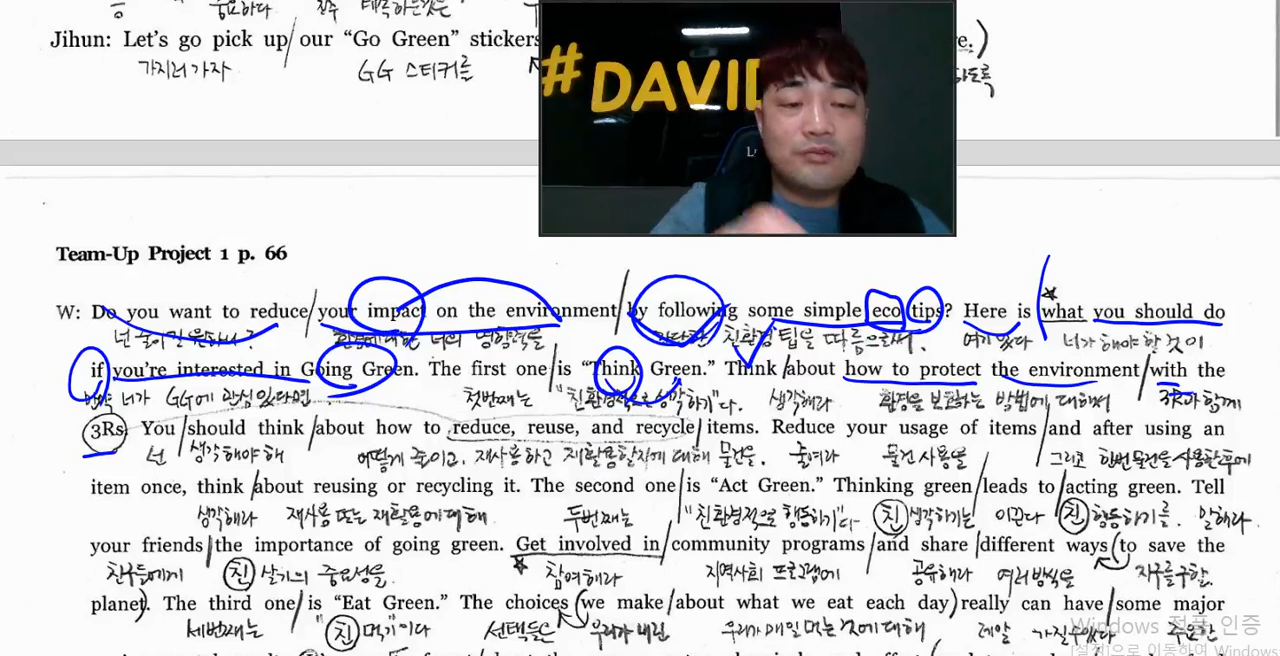 중요하다
Jihun: Let's go pick up our “Go Green” stickers
re.)
가지러 가자 GG 스티커를
하도록
#DAVID
Team-Up Project 1 p. 66
W: Do you want to reduce your impact on the environment by following some simple eco tips? Here is what you should do
환경에 대한 너의 영향력을 친환경 팁을 따름으로써. 여기 있다 너가 해야 할 것이
if you're interested in Going Green. The first one is “Think Green.” Think about how to protect the environment with the
너가 GG에 관심있다면. 첫번째는 "친환경적으로 생각하기"다. 생각해라 환경을 보호하는 방법에 대해서 3R과 함께
3Rs. You should think about how to reduce, reuse, and recycle items. Reduce your usage of items and after using an
넌 생각해야 해 어떻게 줄이고, 재사용하고 재활용할지에 대해 물건을. 줄여라 물건 사용을 그리고 한번 물건을 사용한 후에
item once, think about reusing or recycling it. The second one is “Act Green.” Thinking green leads to acting green. Tell
생각해라 재사용 또는 재활용에 대해 두번째는 "친환경적으로 행동하기"다. 친 생각하기는 이끈다 친 행동하기를. 말해라
your friends the importance of going green. Get involved in community programs and share different ways to save the
친구들에게 친 살기의 중요성을. 참여해라 지역사회 프로그램에 공유해라 여러방식을 지구를 구할.
planet. The third one is “Eat Green.” The choices (we make about what we eat each day) really can have some major
세번째는 "친 먹기"이다 선택들은 우리가 내린 우리가 매일 먹는 것에 대해 정말 가질수있다 주요한
Windows 정품 인증
[설정]으로 이동하여 Windows